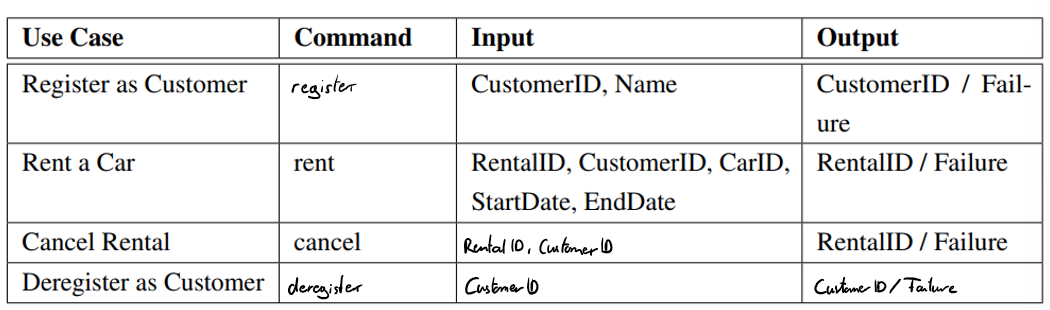 Use Case Command Input Output
Register as Customer register CustomerID, Name CustomerID / Fail-
ure
Rent a Car rent RentalID, CustomerID, CarID, RentalID / Failure
StartDate, EndDate
Cancel Rental cancel Rental ID, Customer ID RentalID / Failure
Deregister as Customer deregister Customer ID Customer ID / Failure